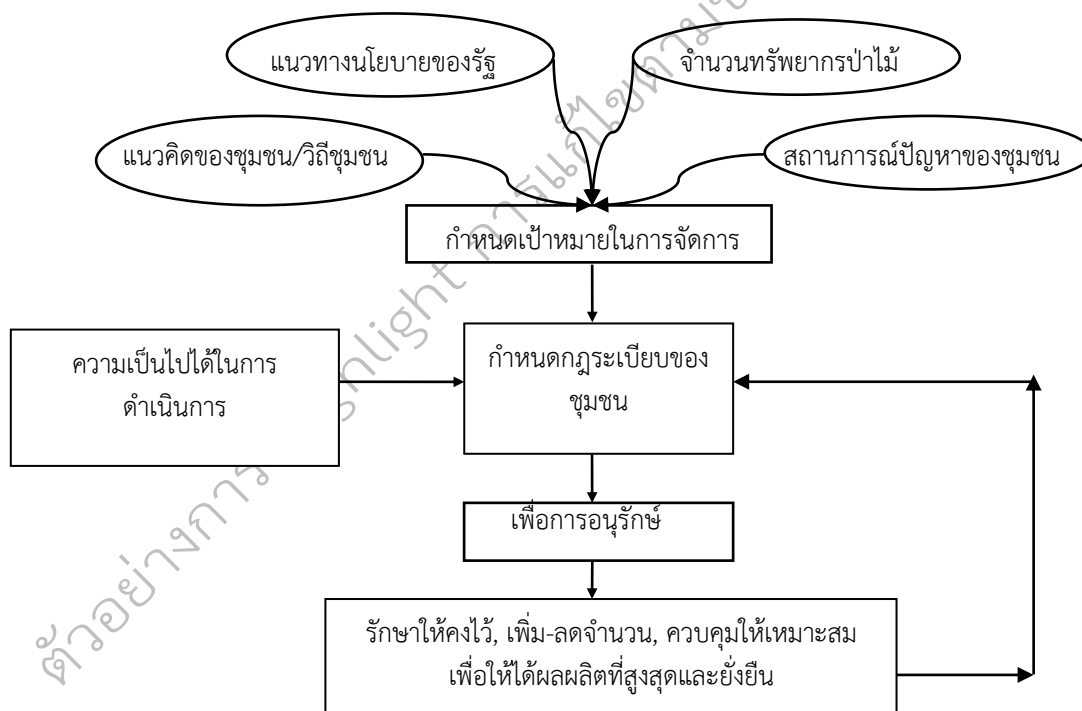 แนวทางนโยบายของรัฐ
จำนวนทรัพยากรป่าไม้
แนวคิดของชุมชน/วิถีชุมชน
สถานการณ์ปัญหาของชุมชน
กำหนดเป้าหมายในการจัดการ
ความเป็นไปได้ในการ
ดำเนินการ
กำหนดกฎระเบียบของ
ชุมชน
เพื่อการอนุรักษ์
รักษาให้คงไว้, เพิ่ม-ลดจำนวน, ควบคุมให้เหมาะสม
เพื่อให้ได้ผลผลิตที่สูงสุดและยั่งยืน
ตัวอย่างการ